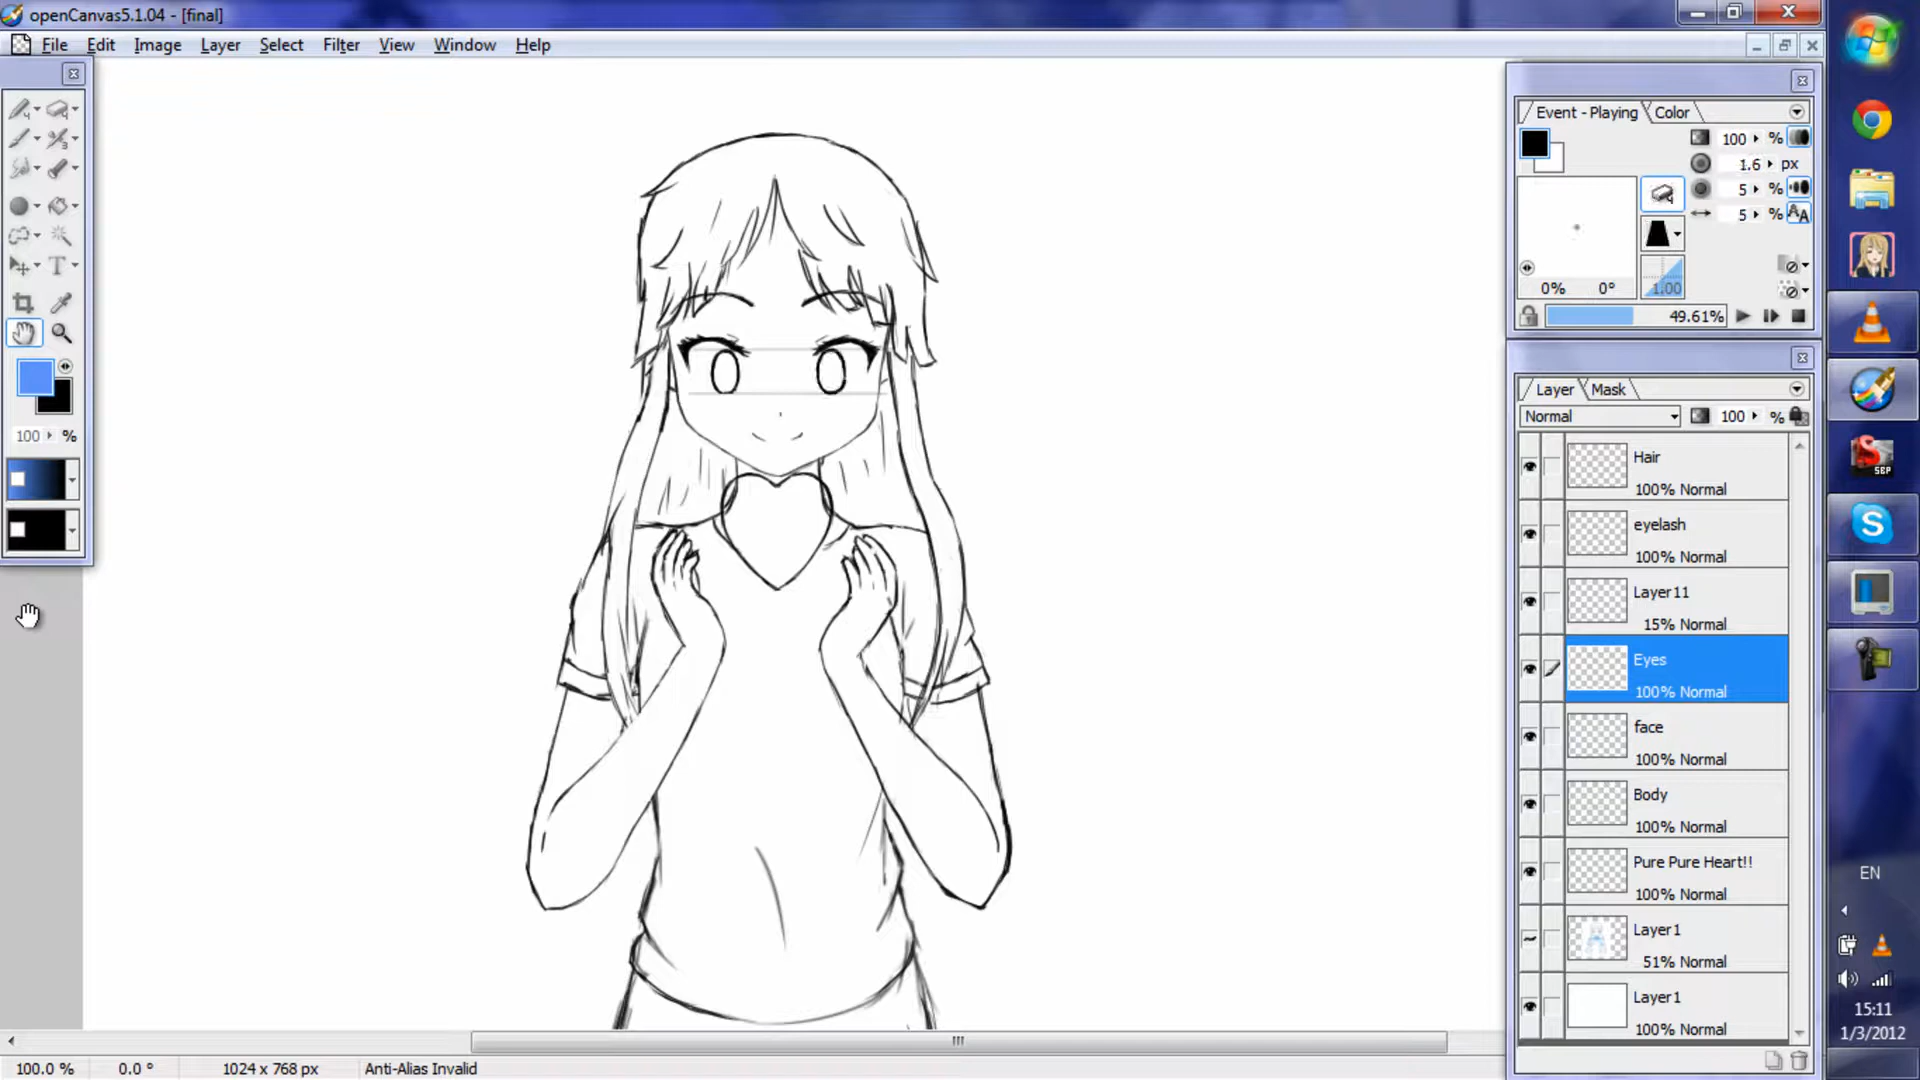 openCanvas5.1.04 - [final]
File Edit Image Layer Select Filter View Window Help
Event - Playing Color
100 %
1.6 px
5 %
5 %
0% 0° 1.00
49.61%
100 %
Layer Mask
Normal 100 %
Hair
100% Normal
eyelash
100% Normal
Layer11
15% Normal
Eyes
100% Normal
face
100% Normal
Body
100% Normal
Pure Pure Heart!!
100% Normal
Layer1
51% Normal
Layer1
100% Normal
SCP
EN
15:11
1/3/2012
100.0 % 0.0 ° 1024 x 768 px Anti-Alias Invalid